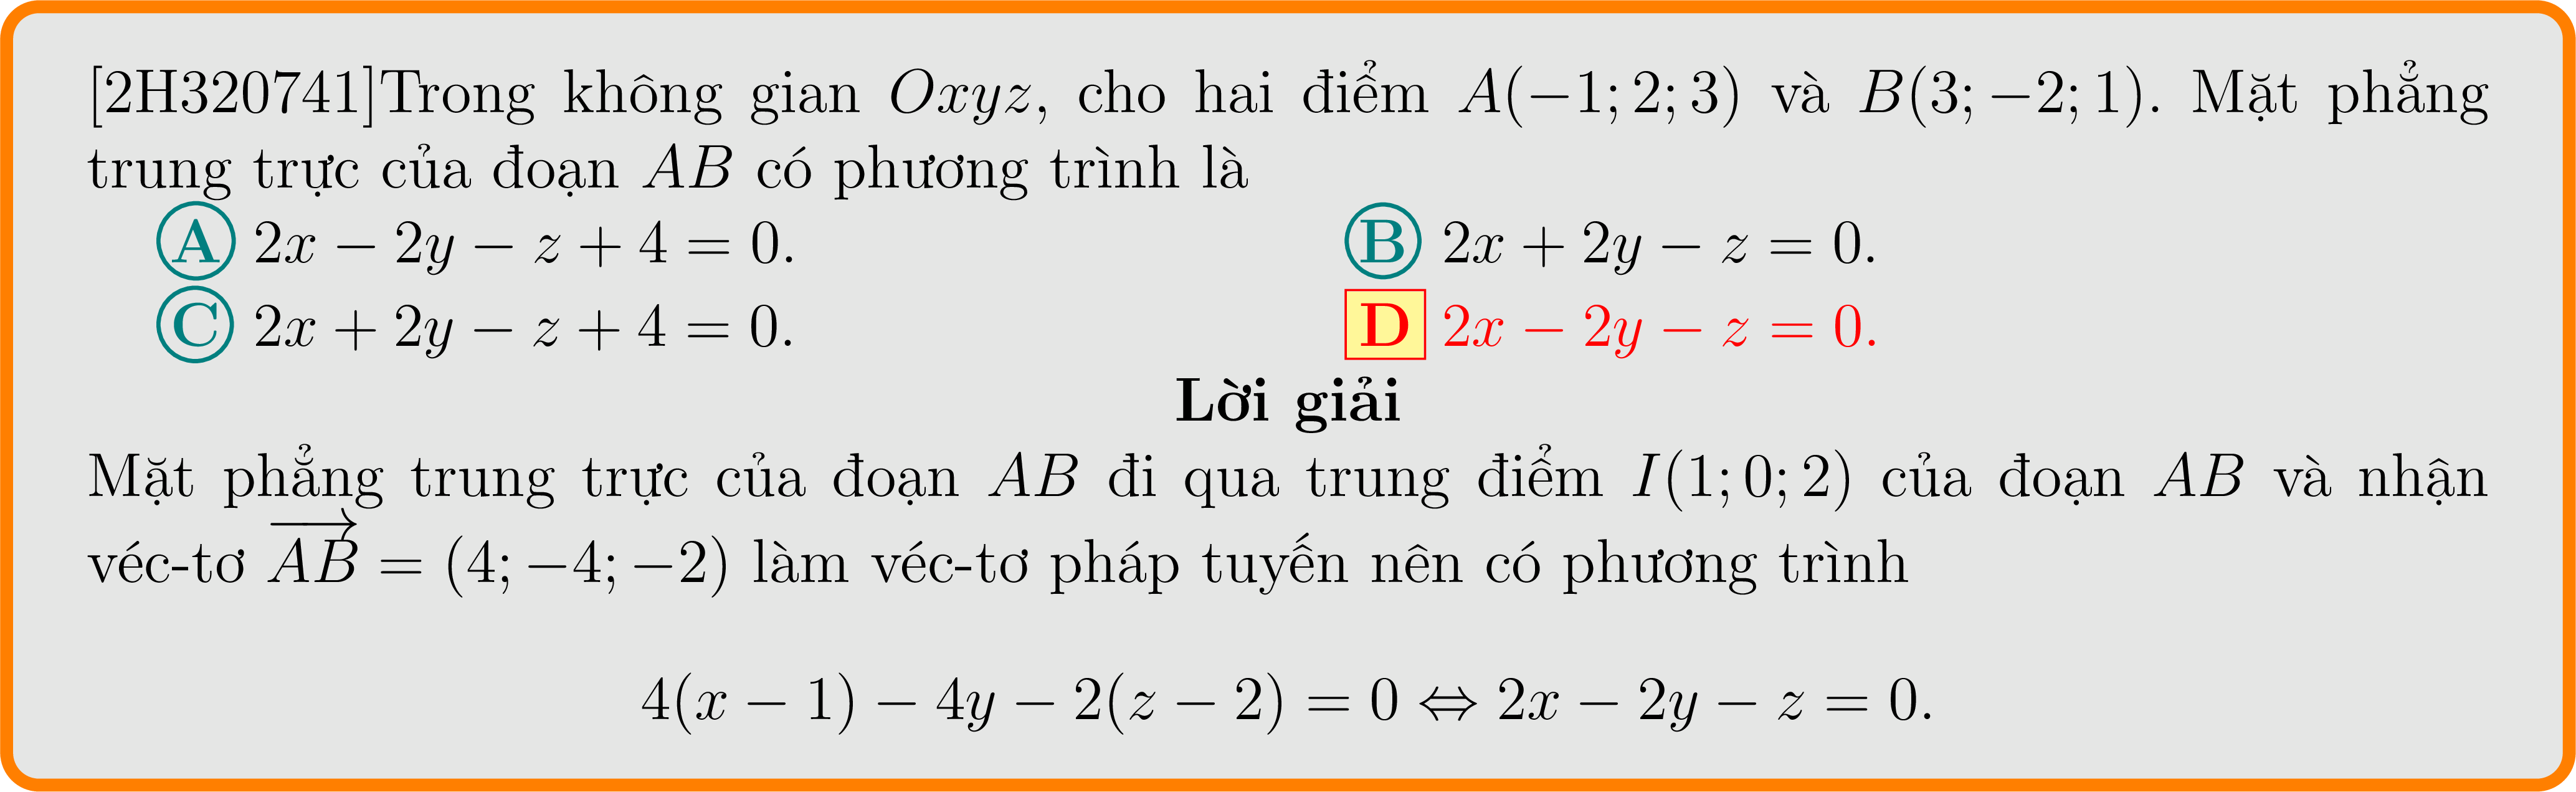 [2H320741]Trong không gian Oxyz, cho hai điểm A(−1; 2; 3) và B(3; −2; 1). Mặt phẳng
trung trực của đoạn AB có phương trình là
A 2x − 2y − z + 4 = 0. B 2x + 2y − z = 0.
C 2x + 2y − z + 4 = 0. D 2x − 2y − z = 0.
Lời giải
Mặt phẳng trung trực của đoạn AB đi qua trung điểm I(1; 0; 2) của đoạn AB và nhận
véc-tơ \overrightarrow{AB} = (4; −4; −2) làm véc-tơ pháp tuyến nên có phương trình
4(x − 1) − 4y − 2(z − 2) = 0 ⇔ 2x − 2y − z = 0.